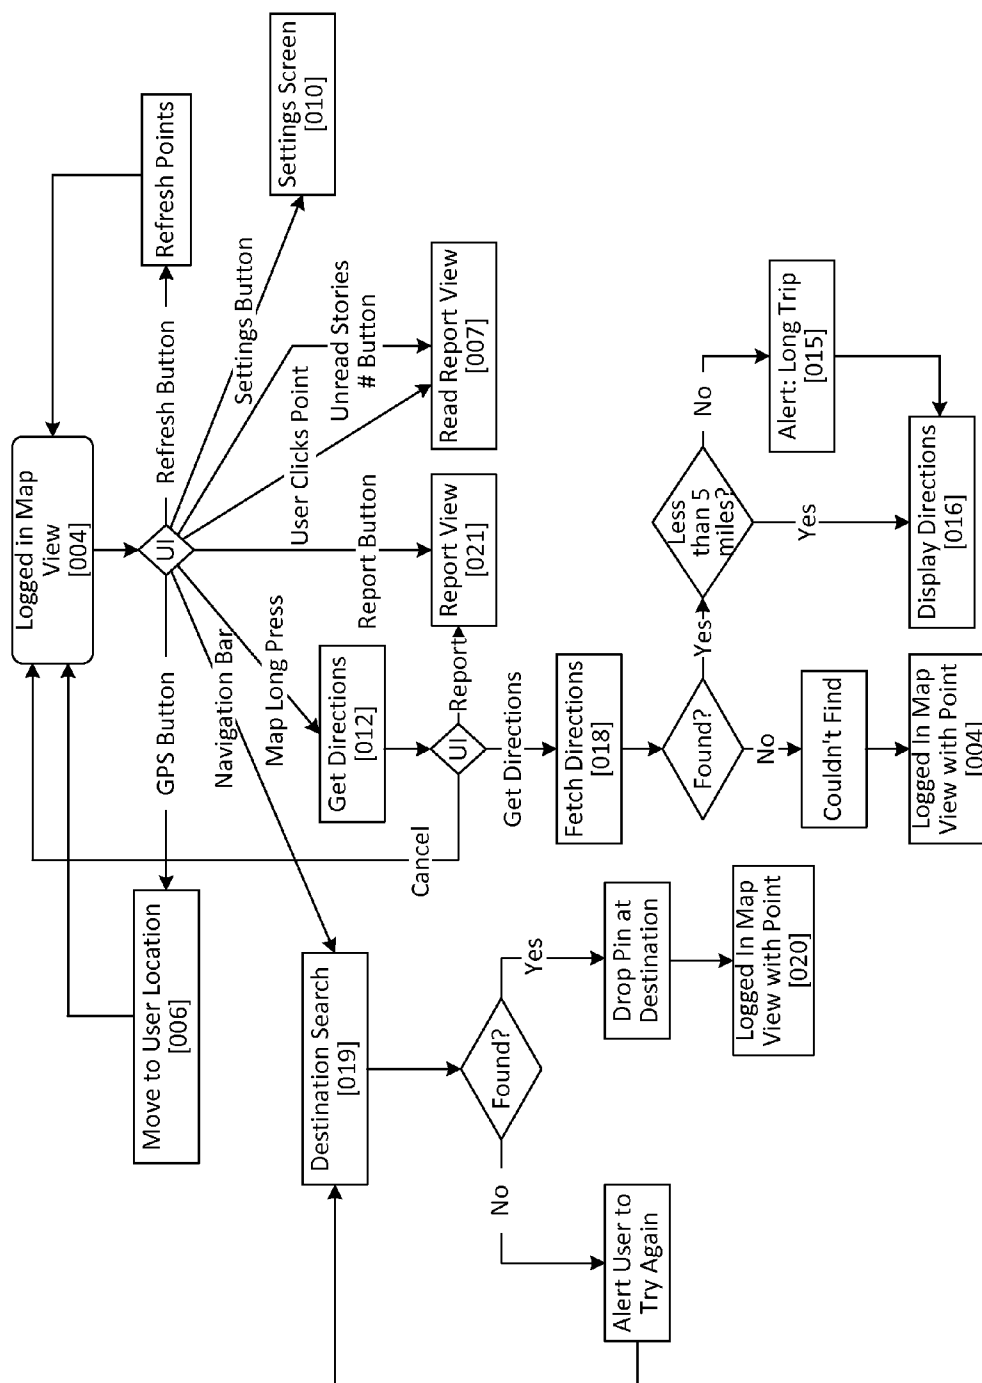 Logged in Map
View
[004]
Refresh Points
Refresh Button
UI
GPS Button
Move to User Location
[006]
Settings Button
Settings Screen
[010]
Unread Stories
# Button
User Clicks Point
Read Report View
[007]
Report Button
Report View
[021]
Map Long Press
Navigation Bar
Get Directions
[012]
UI
Report
Cancel
Get Directions
Fetch Directions
[018]
Found?
Yes
No
Less
than 5
miles?
No
Yes
Alert: Long Trip
[015]
Display Directions
[016]
Couldn't Find
Logged In Map
View with Point
[004]
Destination Search
[019]
Found?
Yes
No
Drop Pin at
Destination
Logged In Map
View with Point
[020]
Alert User to
Try Again